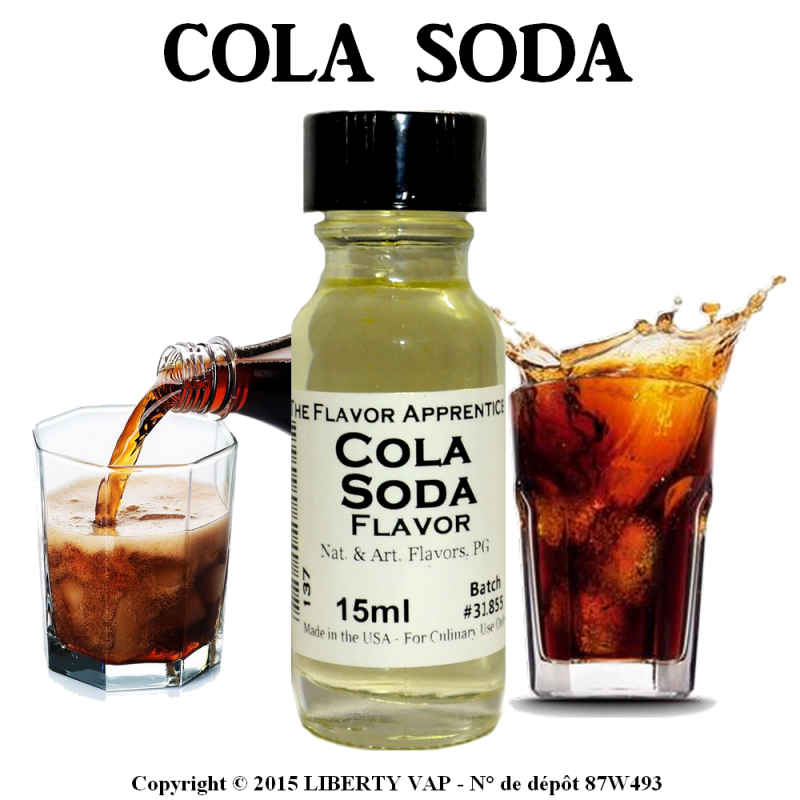 COLA SODA
THE FLAVOR APPRENTICE
COLA
SODA
FLAVOR
Nat. & Art. Flavors, PG
137
15ml
Batch
#31855
Made in the USA - For Culinary Use
Copyright © 2015 LIBERTY VAP - N° de dépôt 87W493